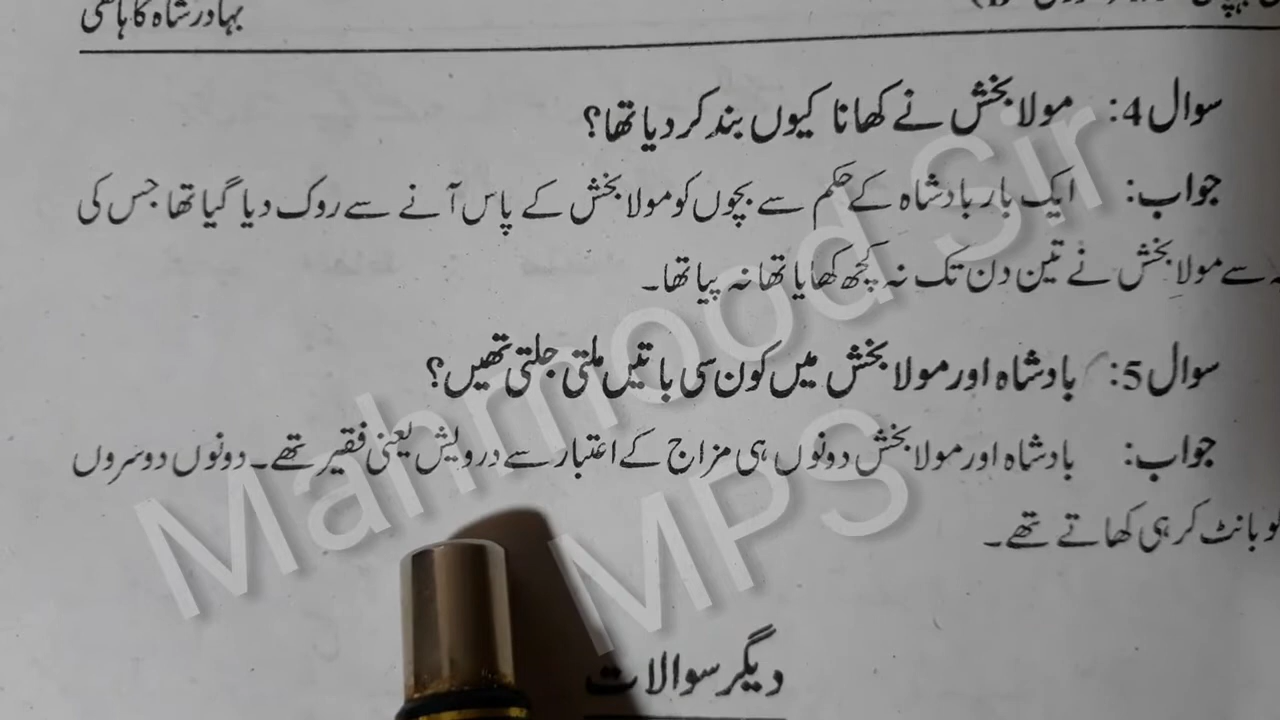 بہادر شاہ کا ہاتھی
سوال 4: مولا بخش نے کھانا کیوں بند کر دیا تھا؟
جواب: ایک بار بادشاہ کے حکم سے بچوں کو مولا بخش کے پاس آنے سے روک دیا گیا تھا جس کی
سے مولا بخش نے تین دن تک نہ کچھ کھایا تھا نہ پیا تھا۔
سوال 5: بادشاہ اور مولا بخش میں کون سی باتیں ملتی جلتی تھیں؟
جواب: بادشاہ اور مولا بخش دونوں ہی مزاج کے اعتبار سے درویش یعنی فقیر تھے۔ دونوں دوسروں
کو بانٹ کر ہی کھاتے تھے۔
دیگر سوالات
Mahmood Sir
MPS